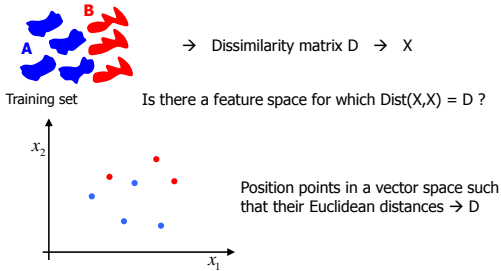 B
A
→ Dissimilarity matrix D → X
Training set
Is there a feature space for which Dist(X,X) = D ?
x₂
Position points in a vector space such
that their Euclidean distances → D
x₁